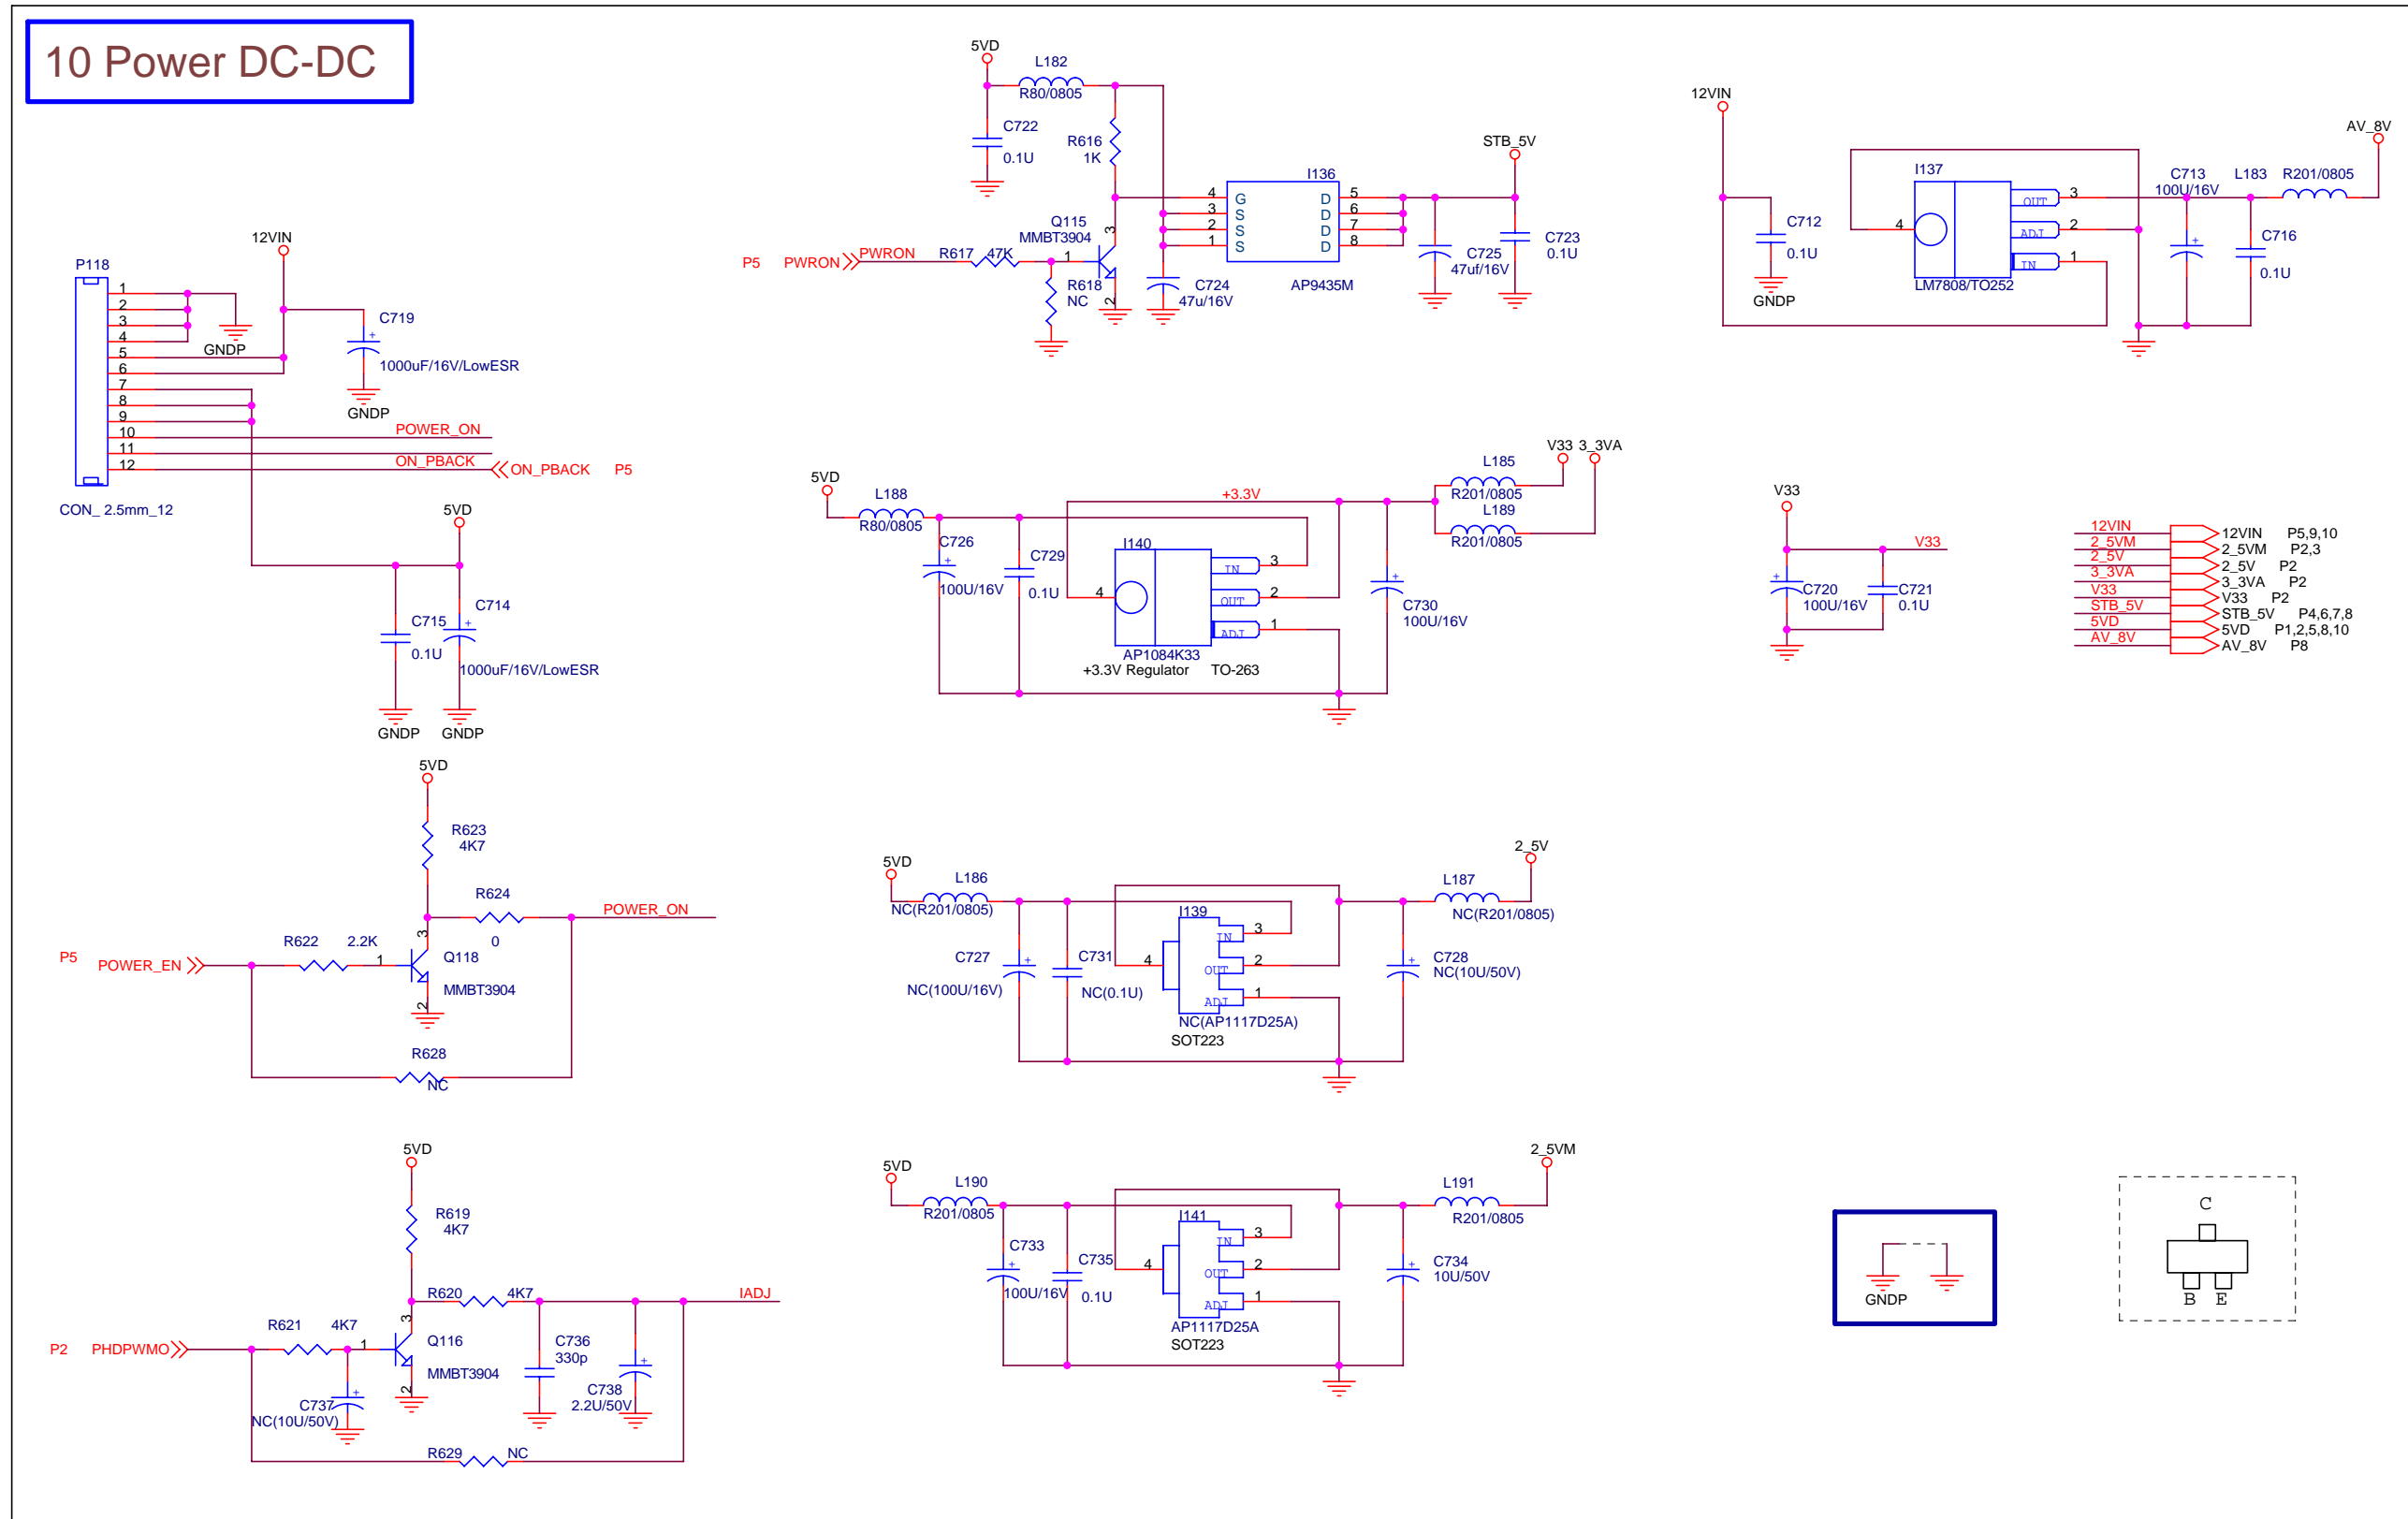 10 Power DC-DC
P118
12VIN
1
2
3
4
5
6
7
8
9
10
11
12
GNDP
C719
1000uF/16V/LowESR
GNDP
POWER_ON
ON_PBACK
ON_PBACK P5
CON_ 2.5mm_12
5VD
C715
0.1U
C714
1000uF/16V/LowESR
GNDP
GNDP
5VD
R623
4K7
R624
0
POWER_ON
P5 POWER_EN
R622 2.2K
1
3
2
Q118
MMBT3904
R628
NC
5VD
R619
4K7
R620 4K7
IADJ
P2 PHDPWMO
R621 4K7
1
3
2
Q116
MMBT3904
C737
NC(10U/50V)
C736
330p
C738
2.2U/50V
R629 NC
5VD
L182
R80/0805
C722
0.1U
R616
1K
Q115
MMBT3904
P5 PWRON
PWRON
R617 47K
1
3
2
R618
NC
C724
47u/16V
I136
4 G D 5
3 S D 6
2 S D 7
1 S D 8
AP9435M
STB_5V
C725
47uf/16V
C723
0.1U
12VIN
C712
0.1U
GNDP
I137
4
OUT 3
ADJ 2
IN 1
LM7808/TO252
C713
100U/16V
L183 R201/0805
AV_8V
C716
0.1U
5VD
L188
R80/0805
C726
100U/16V
C729
0.1U
+3.3V
I140
4
IN 3
OUT 2
ADJ 1
AP1084K33
+3.3V Regulator TO-263
C730
100U/16V
V33 3_3VA
L185
R201/0805
L189
R201/0805
V33
V33
C720
100U/16V
C721
0.1U
12VIN 12VIN P5,9,10
2_5VM 2_5VM P2,3
2_5V 2_5V P2
3_3VA 3_3VA P2
V33 V33 P2
STB_5V STB_5V P4,6,7,8
5VD 5VD P1,2,5,8,10
AV_8V AV_8V P8
5VD
L186
NC(R201/0805)
C727
NC(100U/16V)
C731
NC(0.1U)
I139
4
IN 3
OUT 2
ADJ 1
NC(AP1117D25A)
SOT223
2_5V
L187
NC(R201/0805)
C728
NC(10U/50V)
5VD
L190
R201/0805
C733
100U/16V
C735
0.1U
I141
4
IN 3
OUT 2
ADJ 1
AP1117D25A
SOT223
2_5VM
L191
R201/0805
C734
10U/50V
GNDP
C
B E